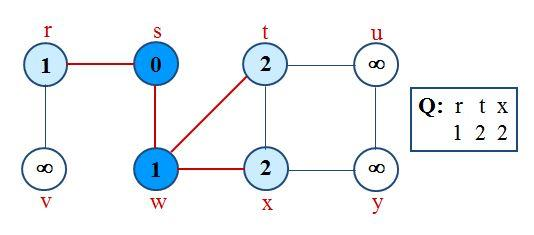 r s t u
1 0 2 ∞
Q: r t x
1 2 2
∞ 1 2 ∞
v w x y